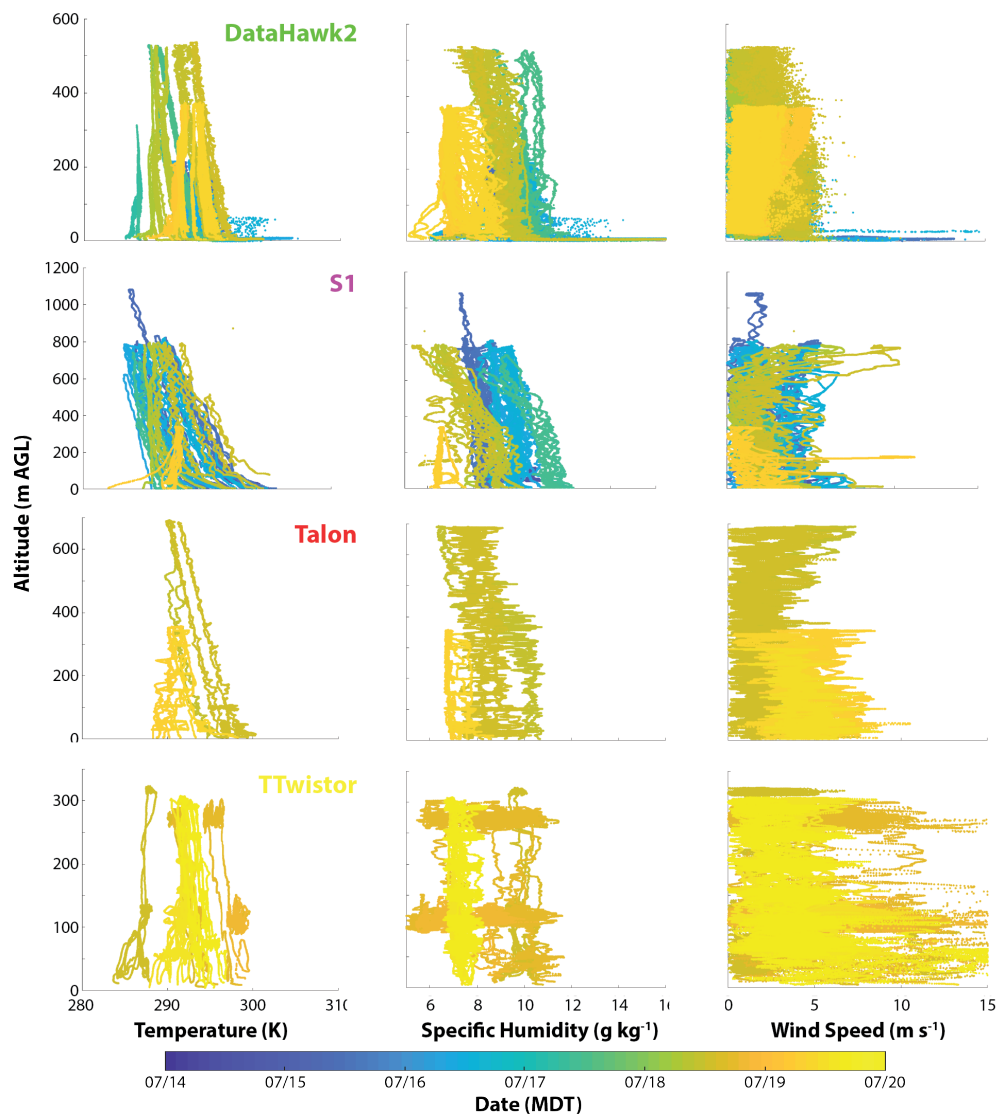 600
DataHawk2
400
200
0
1200
S1
1000
800
600
400
200
0
Altitude (m AGL)
Talon
600
400
200
0
TTwistor
300
200
100
0
280 290 300 310
6 8 10 12 14 16
0 5 10 15
Temperature (K) Specific Humidity (g kg⁻¹) Wind Speed (m s⁻¹)
07/14 07/15 07/16 07/17 07/18 07/19 07/20
Date (MDT)